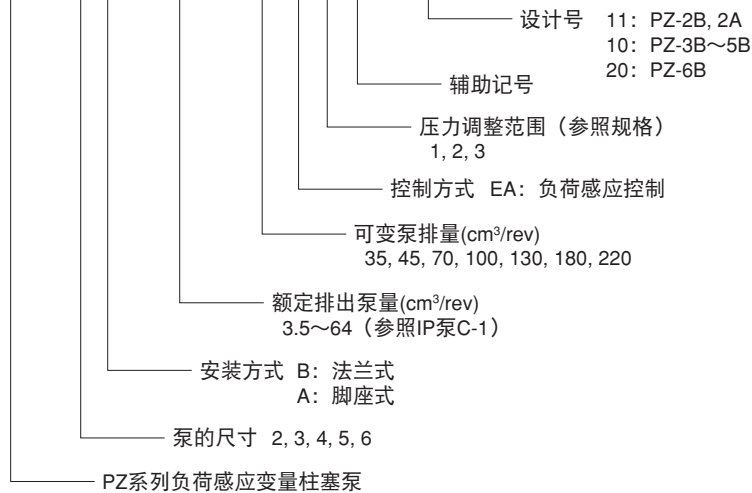 设计号 11：PZ-2B, 2A
10：PZ-3B～5B
20：PZ-6B
辅助记号
压力调整范围（参照规格）
1, 2, 3
控制方式 EA：负荷感应控制
可变泵排量(cm³/rev)
35, 45, 70, 100, 130, 180, 220
额定排出泵量(cm³/rev)
3.5～64（参照IP泵C-1）
安装方式 B：法兰式
A：脚座式
泵的尺寸 2, 3, 4, 5, 6
PZ系列负荷感应变量柱塞泵